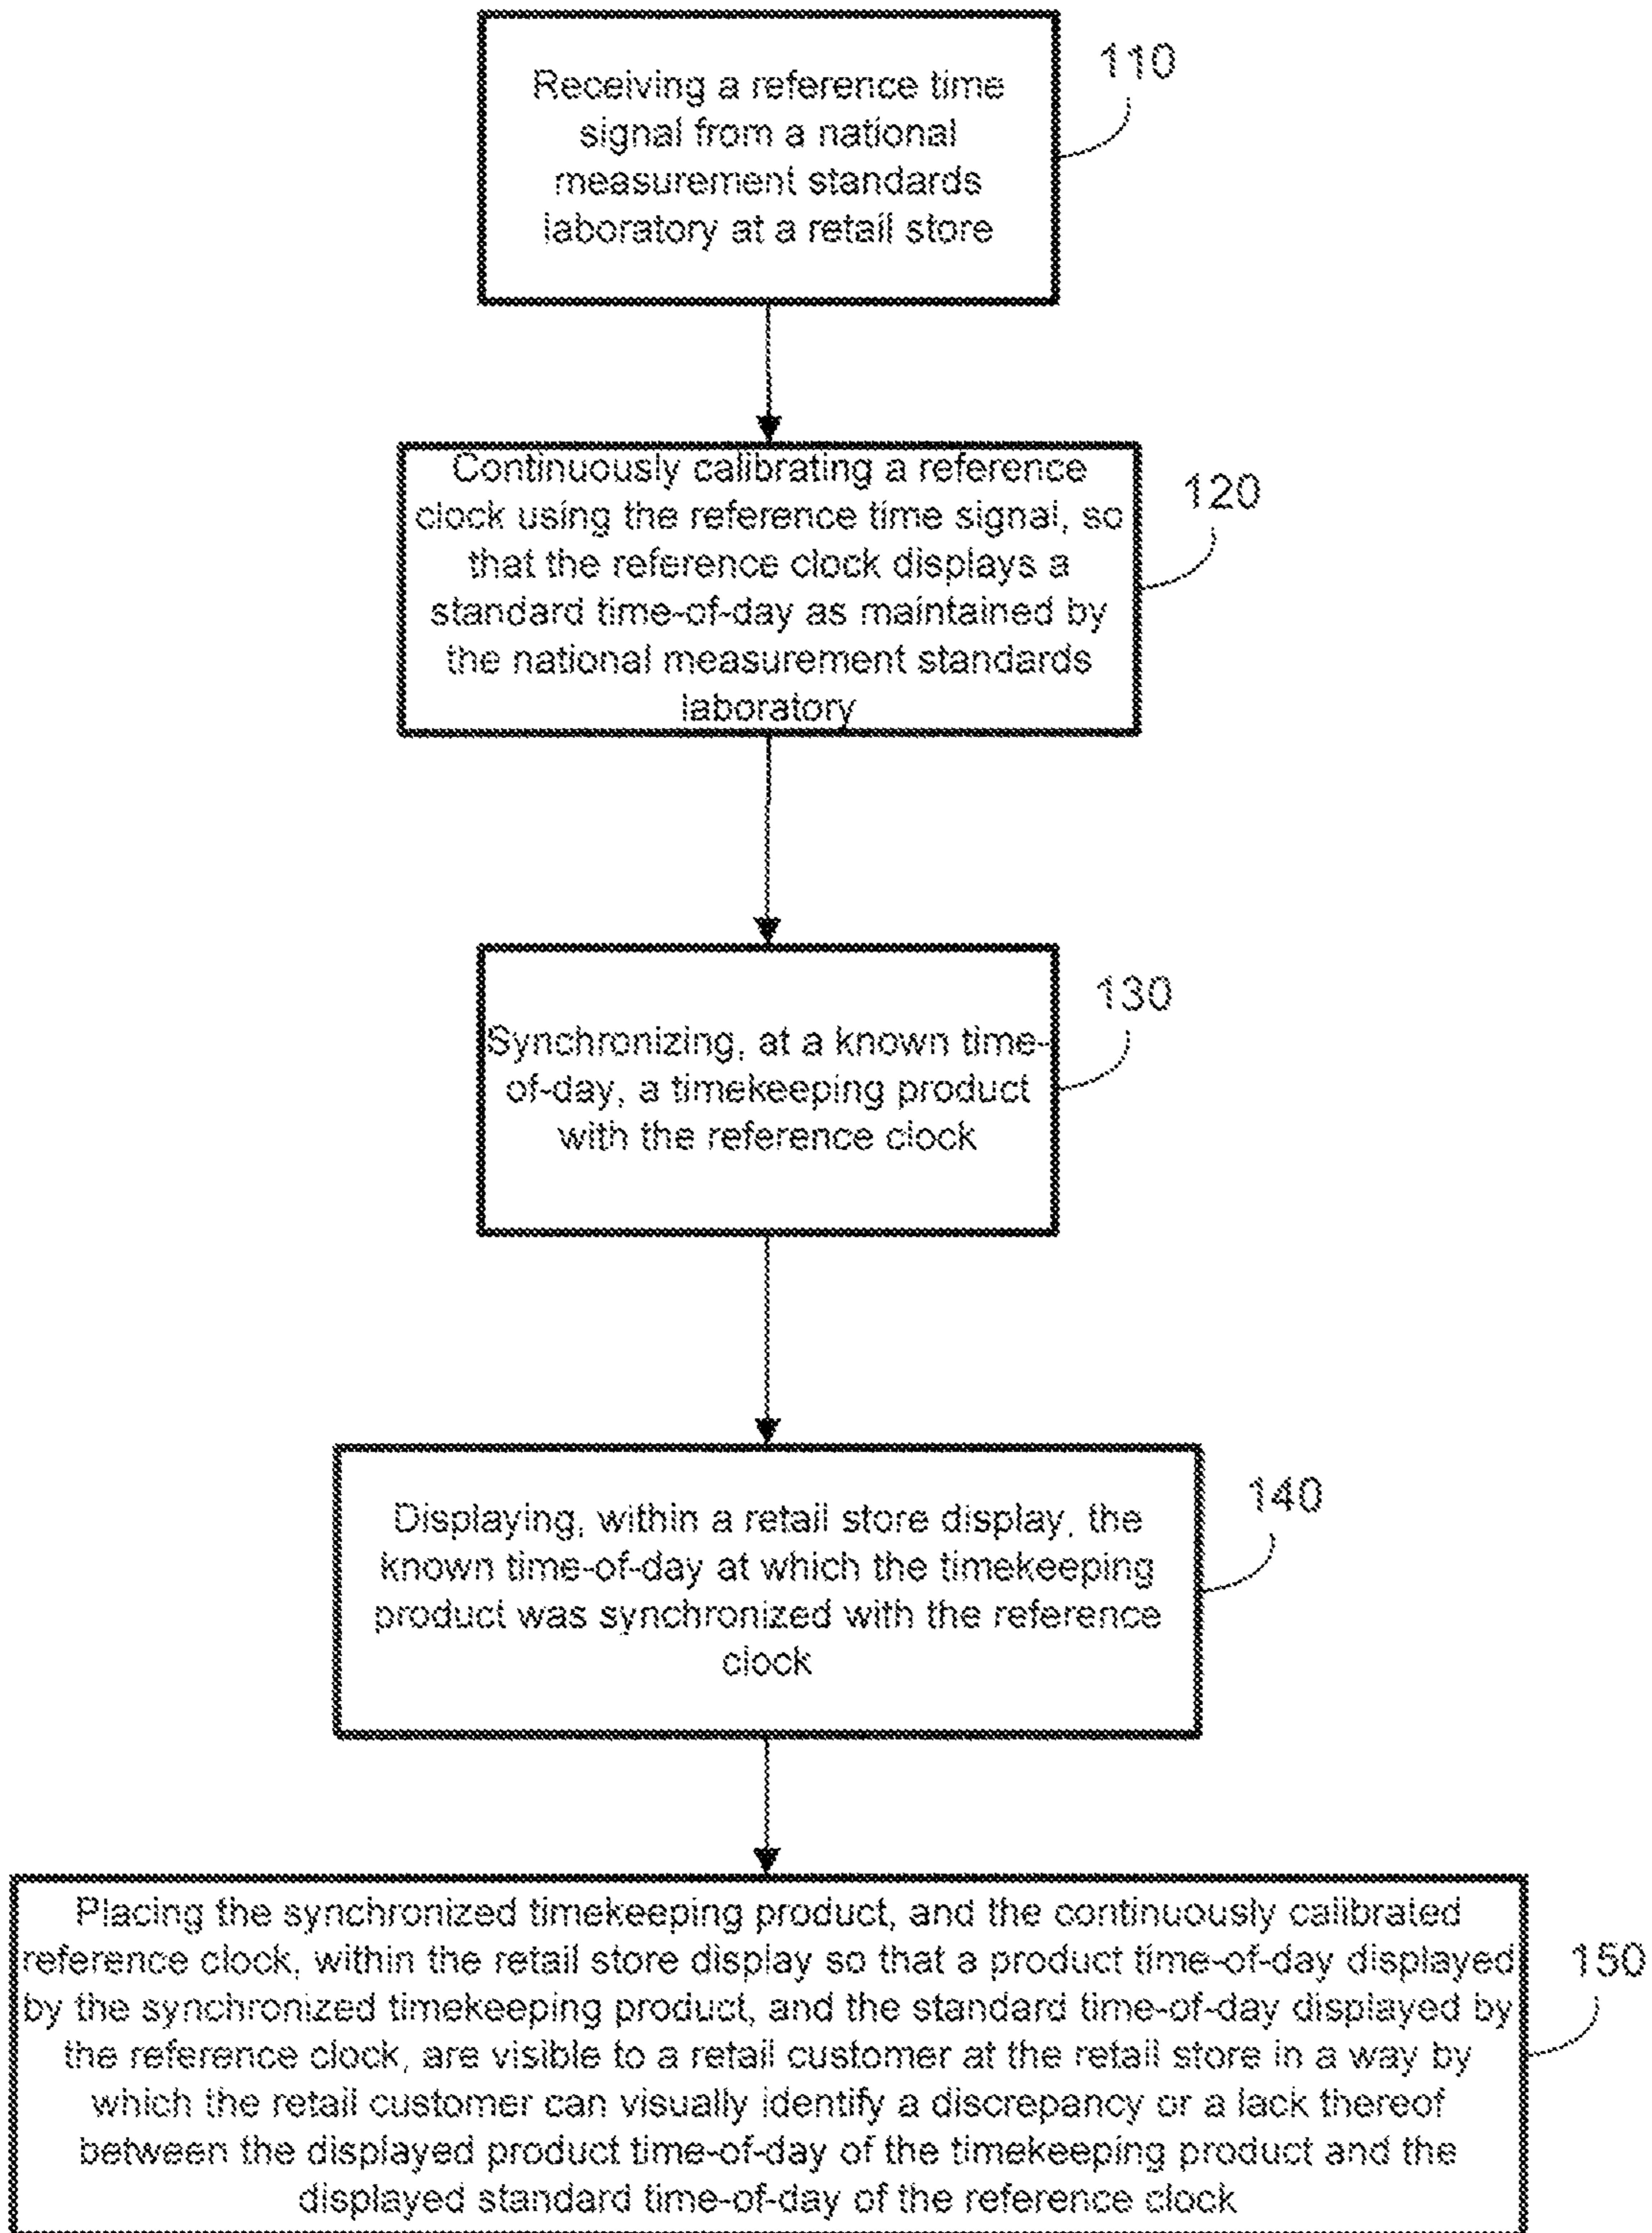 Receiving a reference time
signal from a national
measurement standards
laboratory at a retail store
110
Continuously calibrating a reference
clock using the reference time signal, so
that the reference clock displays a
standard time-of-day as maintained by
the national measurement standards
laboratory
120
Synchronizing, at a known time-
of-day, a timekeeping product
with the reference clock
130
Displaying, within a retail store display, the
known time-of-day at which the timekeeping
product was synchronized with the reference
clock
140
Placing the synchronized timekeeping product, and the continuously calibrated
reference clock, within the retail store display so that a product time-of-day displayed
by the synchronized timekeeping product, and the standard time-of-day displayed by
the reference clock, are visible to a retail customer at the retail store in a way by
which the retail customer can visually identify a discrepancy or a lack thereof
between the displayed product time-of-day of the timekeeping product and the
displayed standard time-of-day of the reference clock
150